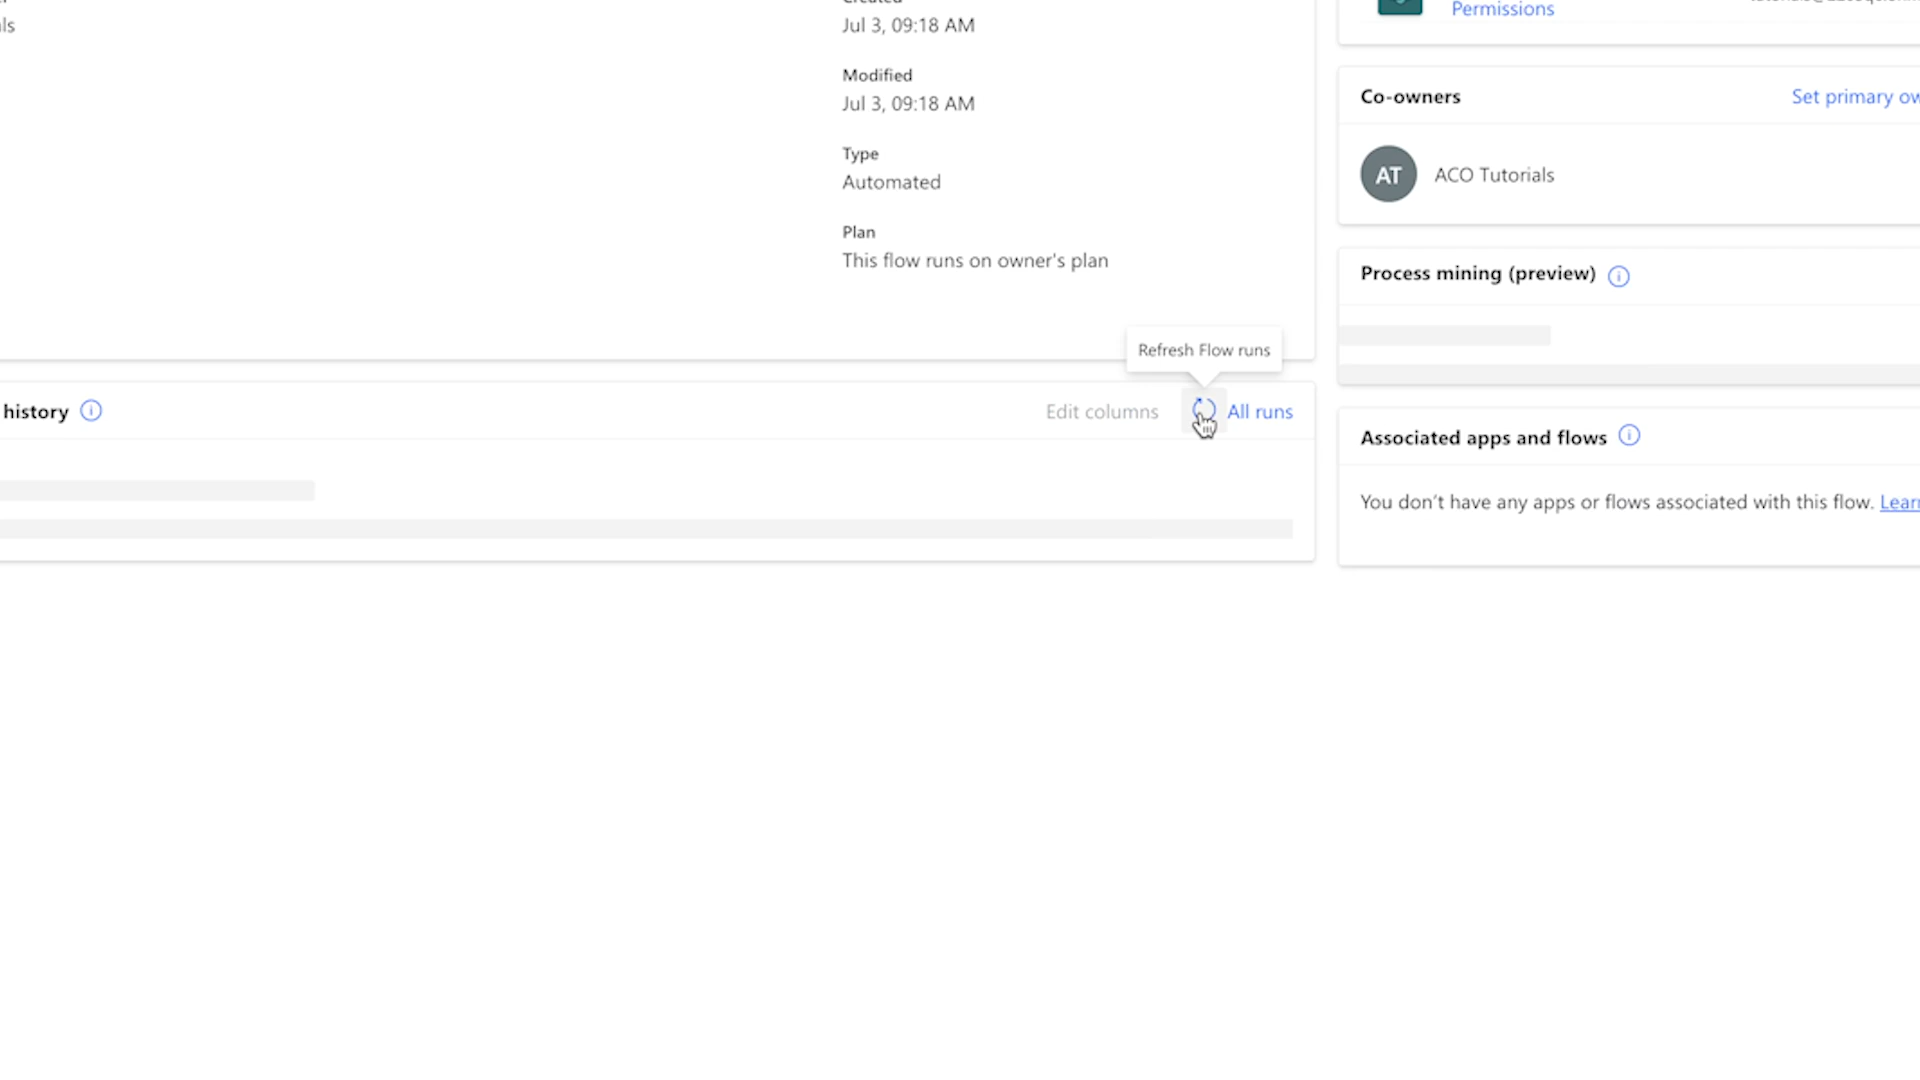 ls
Jul 3, 09:18 AM
Modified
Jul 3, 09:18 AM
Type
Automated
Plan
This flow runs on owner's plan
Refresh Flow runs
history
Edit columns
All runs
Permissions
Co-owners
Set primary ow
AT
ACO Tutorials
Process mining (preview)
Associated apps and flows
You don't have any apps or flows associated with this flow. Lear